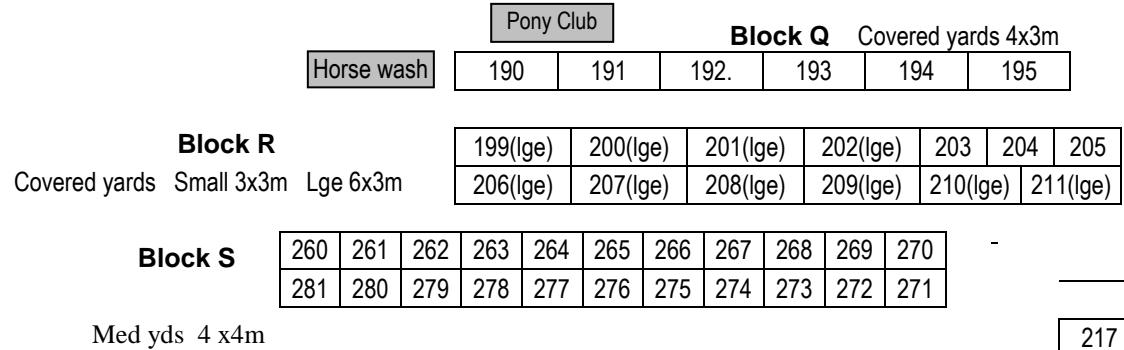 Pony Club
Block Q Covered yards 4x3m
Horse wash 190 191 192. 193 194 195
Block R 199(lge) 200(lge) 201(lge) 202(lge) 203 204 205
Covered yards Small 3x3m Lge 6x3m 206(lge) 207(lge) 208(lge) 209(lge) 210(lge) 211(lge)
Block S 260 261 262 263 264 265 266 267 268 269 270 -
281 280 279 278 277 276 275 274 273 272 271
Med yds 4 x4m 217